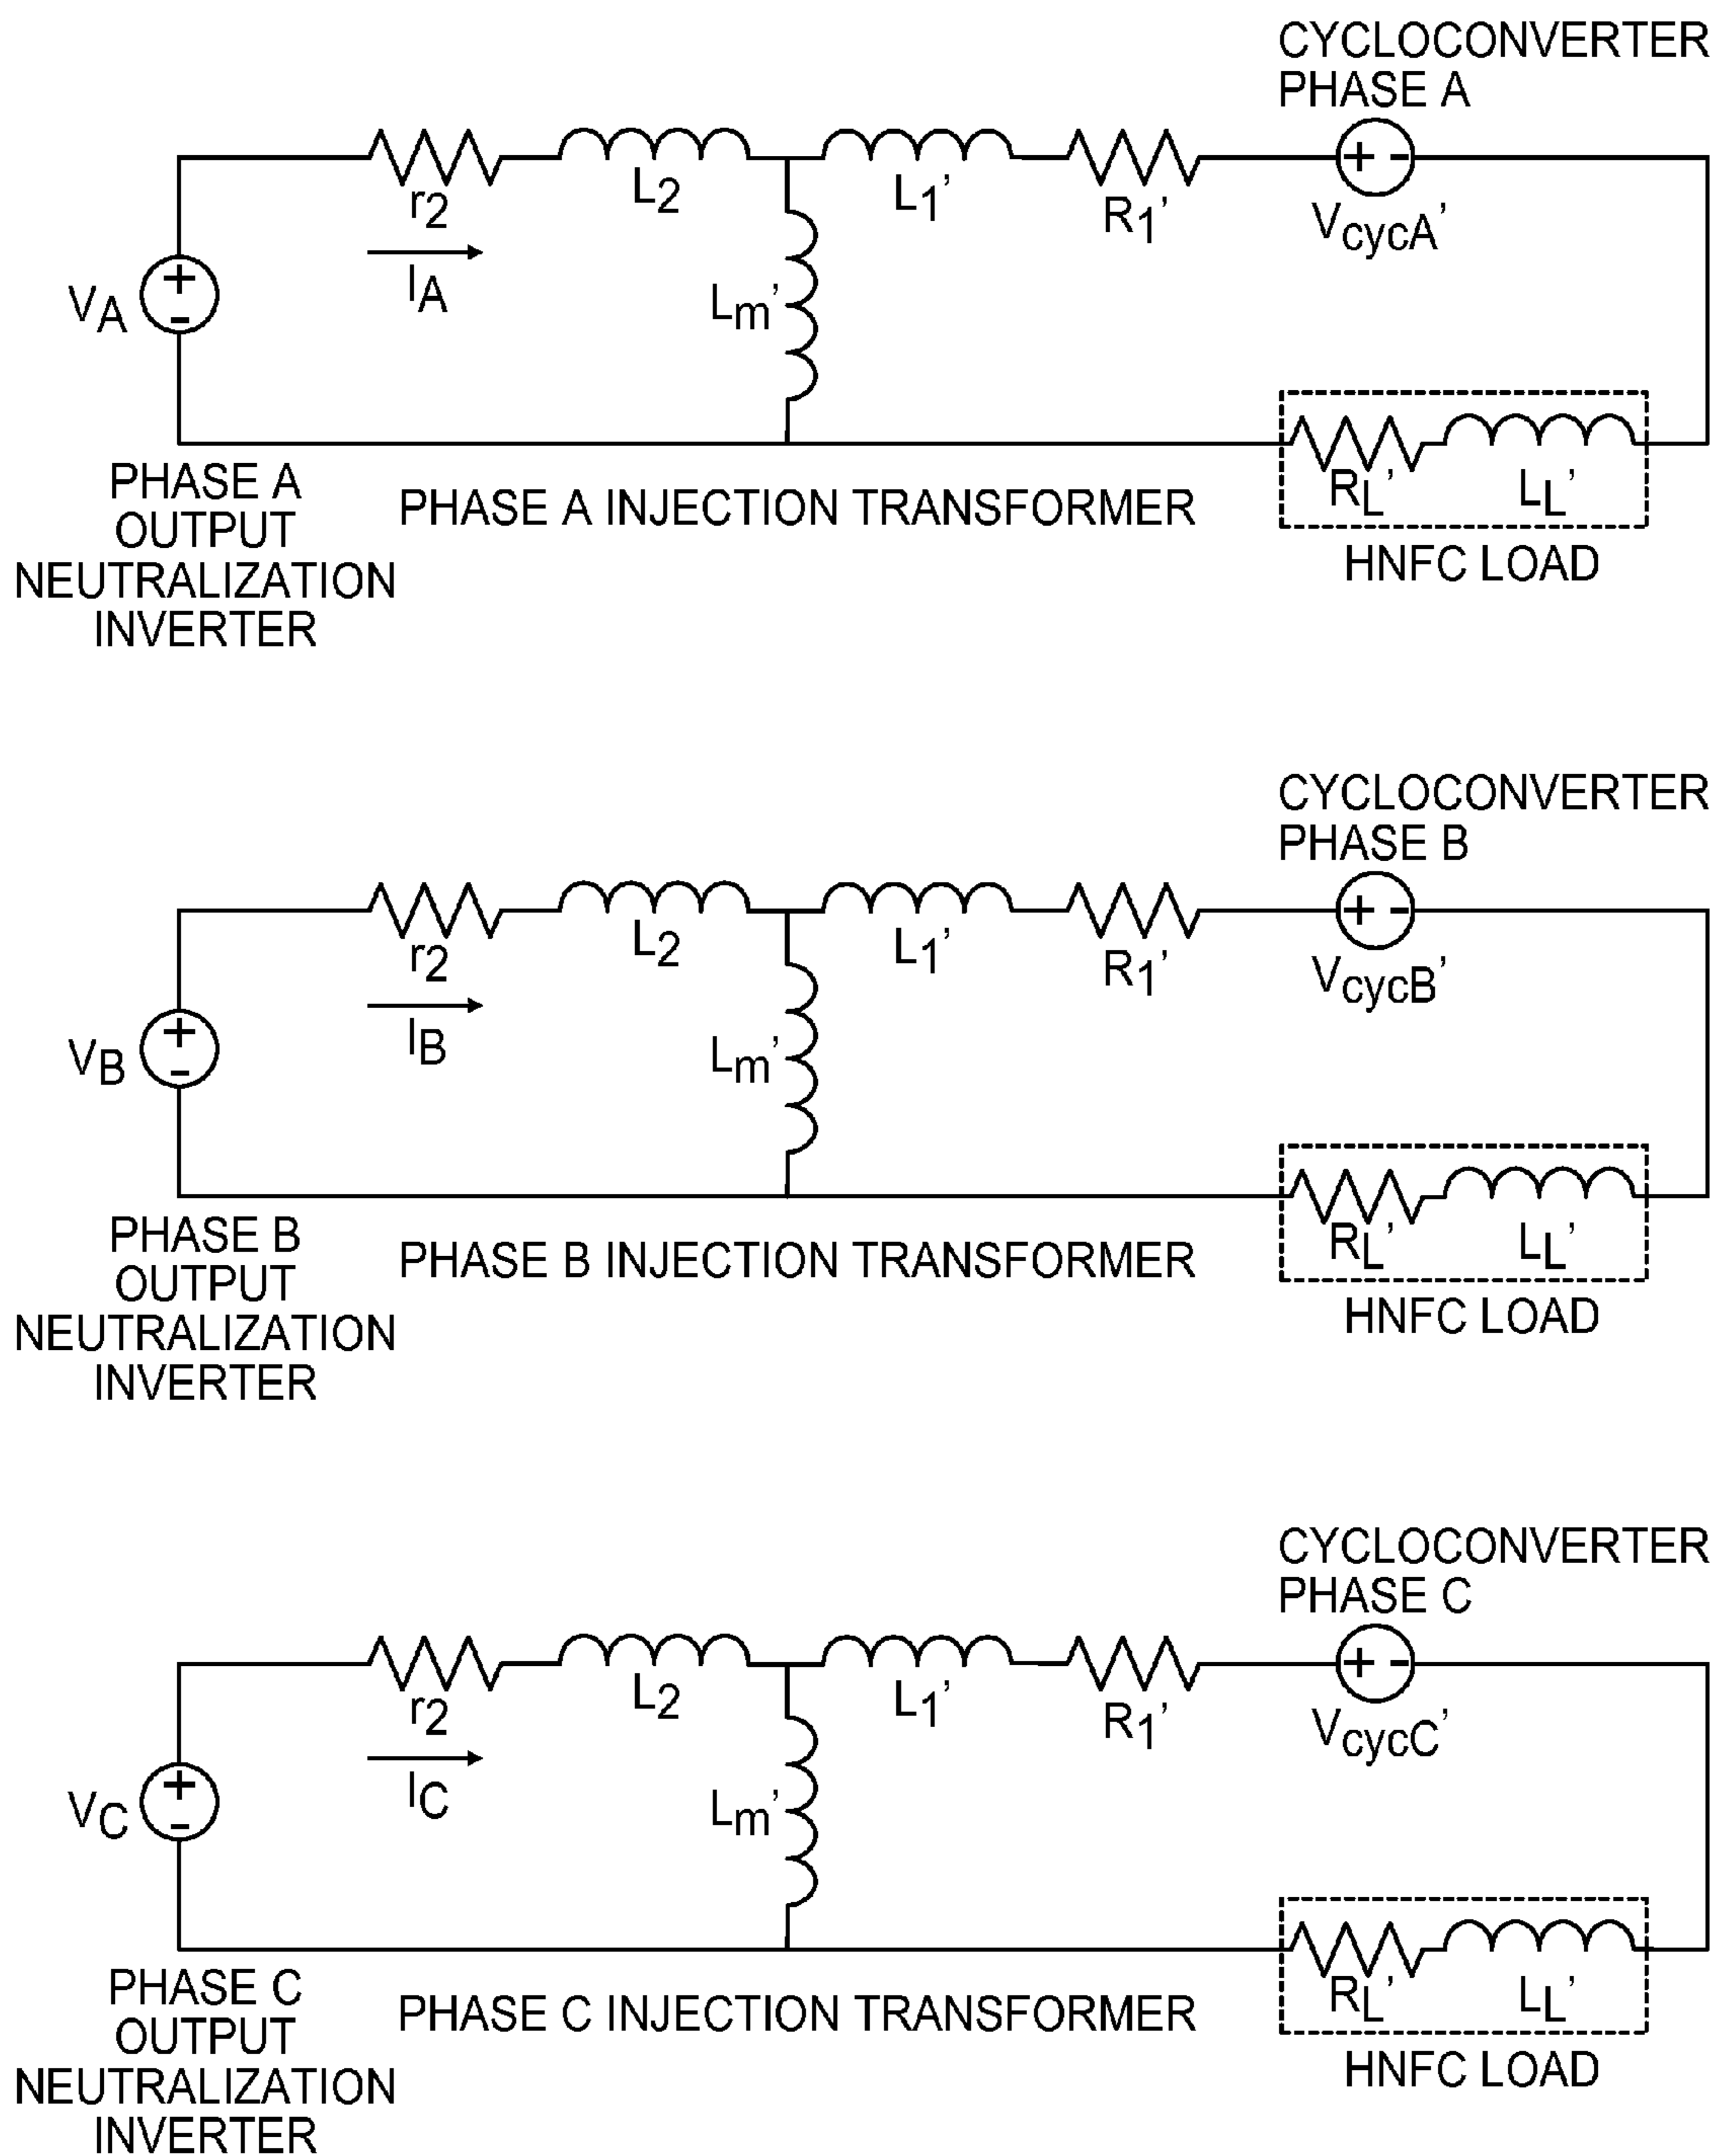 CYCLOCONVERTER
PHASE A
r2
L2
L1'
R1'
+ -
VcycA'
IA
VA
+
-
Lm'
RL'
LL'
PHASE A
OUTPUT
NEUTRALIZATION
INVERTER
PHASE A INJECTION TRANSFORMER
HNFC LOAD
CYCLOCONVERTER
PHASE B
r2
L2
L1'
R1'
+ -
VcycB'
IB
VB
+
-
Lm'
RL'
LL'
PHASE B
OUTPUT
NEUTRALIZATION
INVERTER
PHASE B INJECTION TRANSFORMER
HNFC LOAD
CYCLOCONVERTER
PHASE C
r2
L2
L1'
R1'
+ -
VcycC'
IC
VC
+
-
Lm'
RL'
LL'
PHASE C
OUTPUT
NEUTRALIZATION
INVERTER
PHASE C INJECTION TRANSFORMER
HNFC LOAD